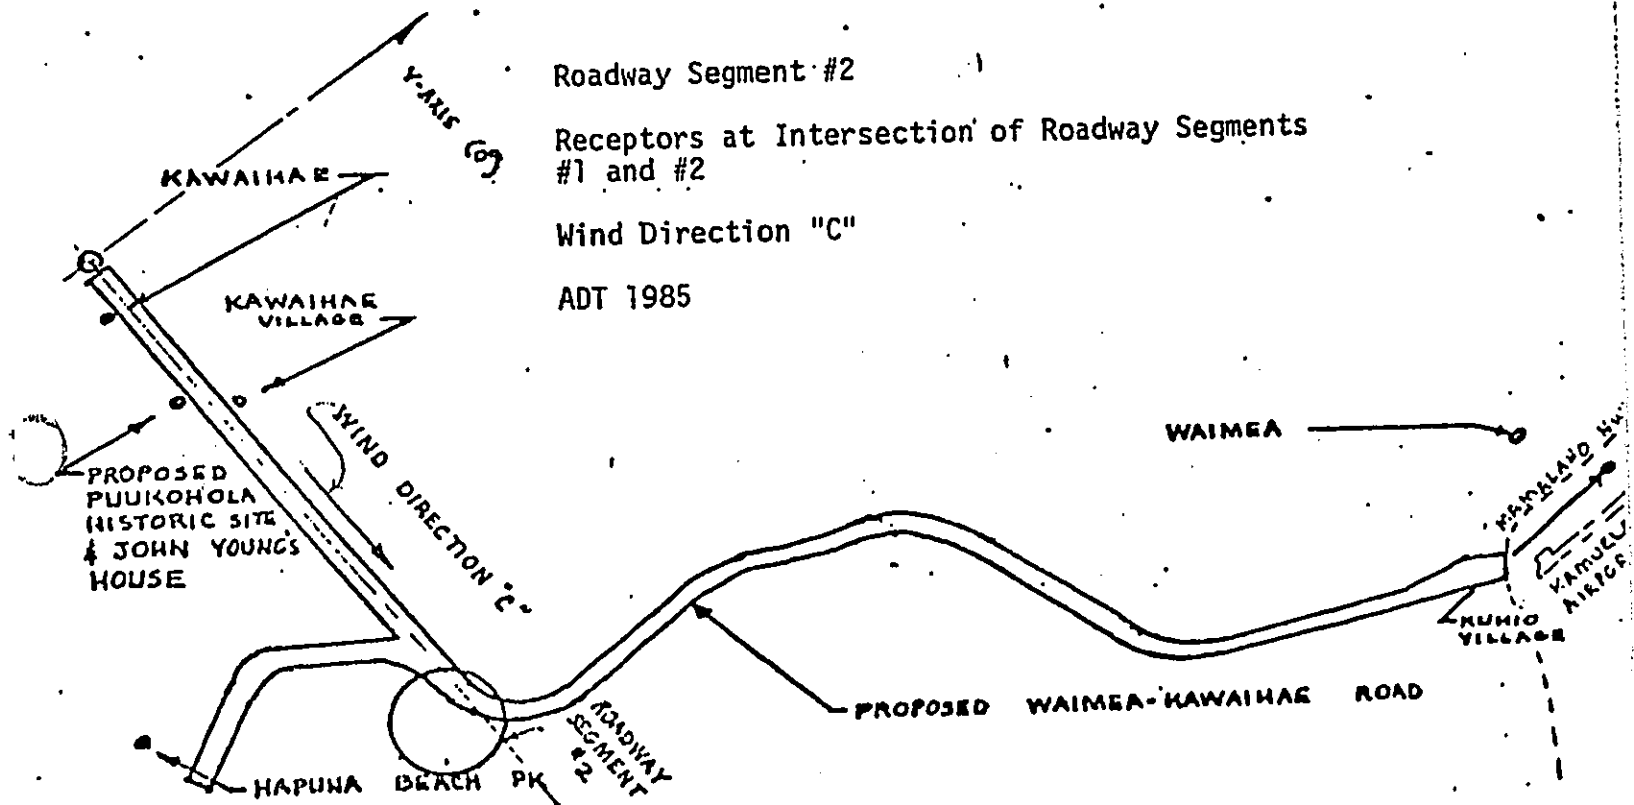 Roadway Segment #2
Receptors at Intersection of Roadway Segments
#1 and #2
Wind Direction "C"
ADT 1985
Y-AXIS
KAWAIHAE
KAWAIHAE
VILLAGE
WIND DIRECTION "C"
PROPOSED
PUUKOHOLA
HISTORIC SITE
& JOHN YOUNG'S
HOUSE
WAIMEA
KUHIO
VILLAGE
PROPOSED WAIMEA-KAWAIHAE ROAD
ROADWAY
SEGMENT
#2
HAPUNA BEACH PK